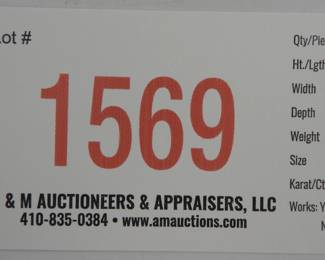 ot #
1569
& M AUCTIONEERS & APPRAISERS, LLC
410-835-0384 • www.amauctions.com
Qty/Pie
Ht./Lgth
Width
Depth
Weight
Size
Karat/Ct
Works: Y
N